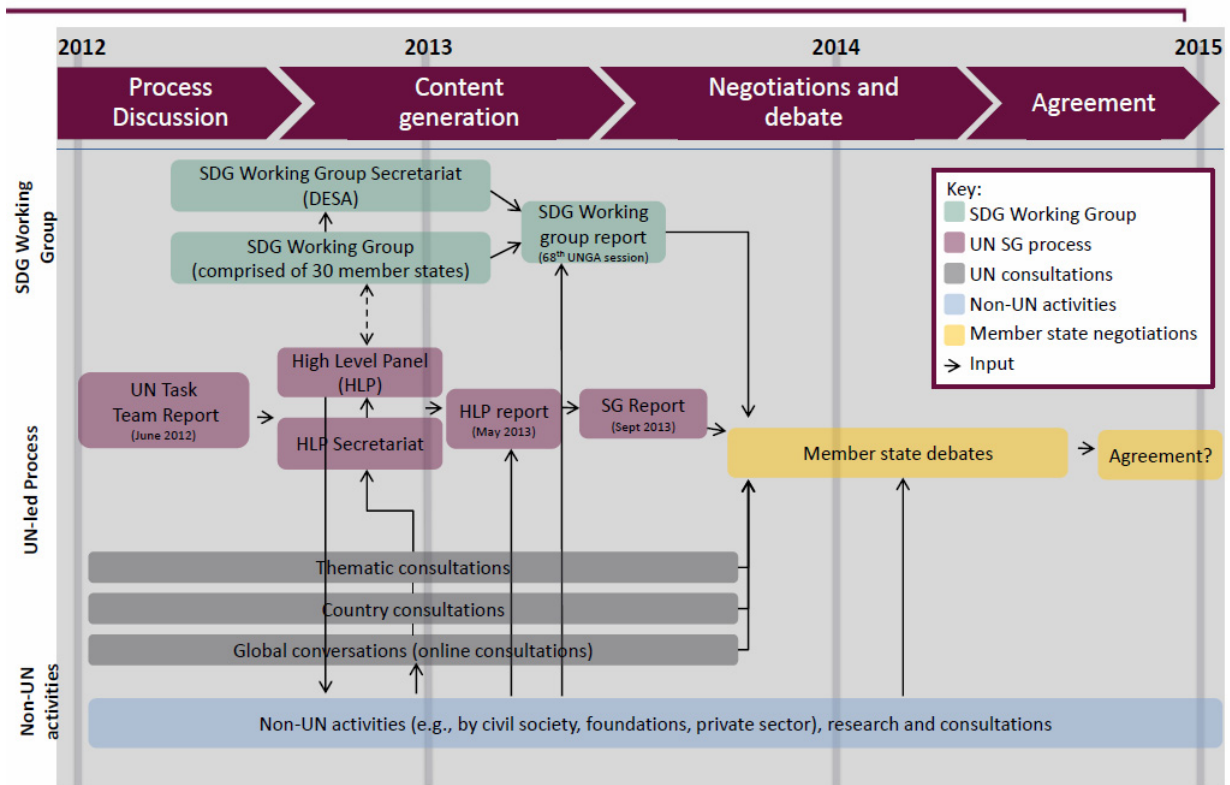 2012
2013
2014
2015
Process
Discussion
Content
generation
Negotiations and
debate
Agreement
SDG Working
Group
SDG Working Group Secretariat
(DESA)
SDG Working Group
(comprised of 30 member states)
SDG Working
group report
(68th UNGA session)
Key:
SDG Working Group
UN SG process
UN consultations
Non-UN activities
Member state negotiations
Input
UN-led Process
UN Task
Team Report
(June 2012)
High Level Panel
(HLP)
HLP Secretariat
HLP report
(May 2013)
SG Report
(Sept 2013)
Member state debates
Agreement?
Thematic consultations
Country consultations
Global conversations (online consultations)
Non-UN
activities
Non-UN activities (e.g., by civil society, foundations, private sector), research and consultations